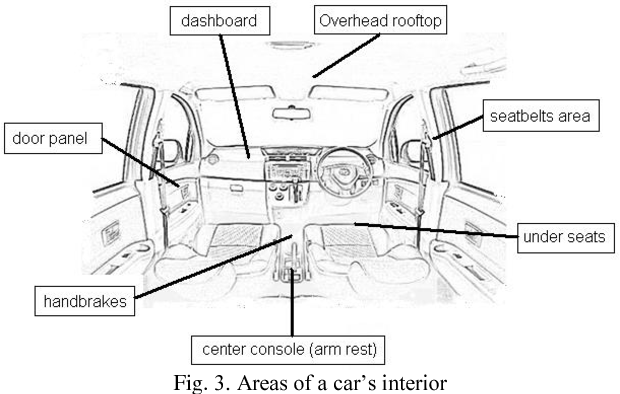 dashboard
Overhead rooftop
seatbelts area
door panel
under seats
handbrakes
center console (arm rest)
Fig. 3. Areas of a car's interior